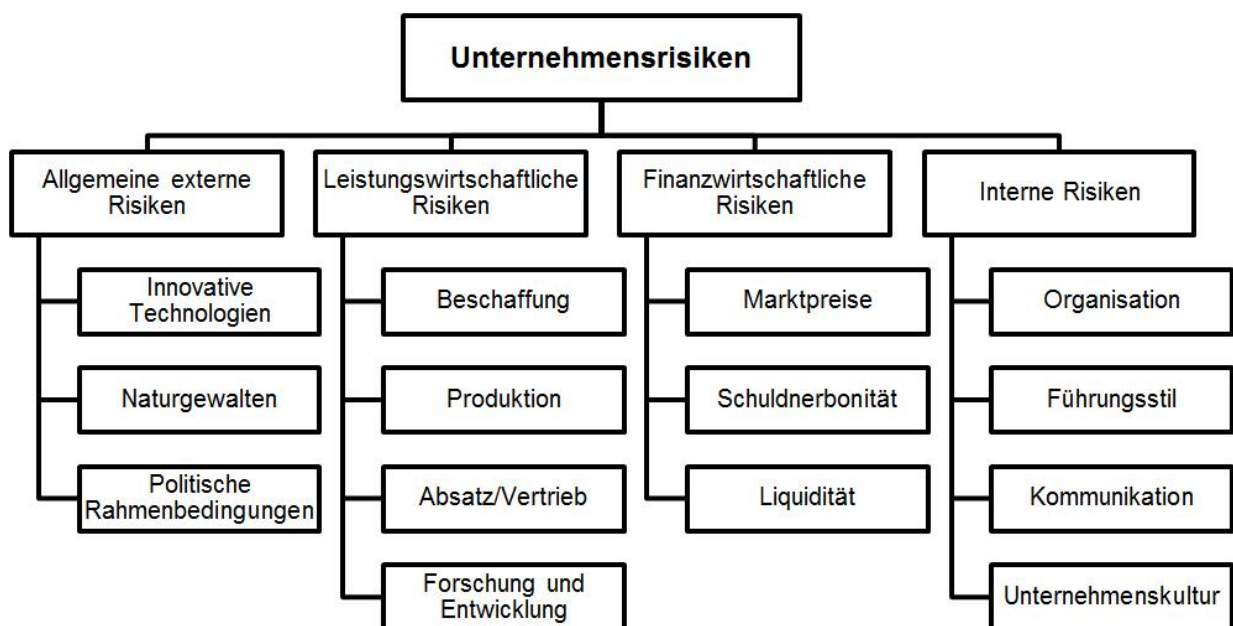 Unternehmensrisiken
Allgemeine externe
Risiken
Innovative
Technologien
Naturgewalten
Politische
Rahmenbedingungen
Leistungswirtschaftliche
Risiken
Beschaffung
Produktion
Absatz/Vertrieb
Forschung und
Entwicklung
Finanzwirtschaftliche
Risiken
Marktpreise
Schuldnerbonität
Liquidität
Interne Risiken
Organisation
Führungsstil
Kommunikation
Unternehmenskultur